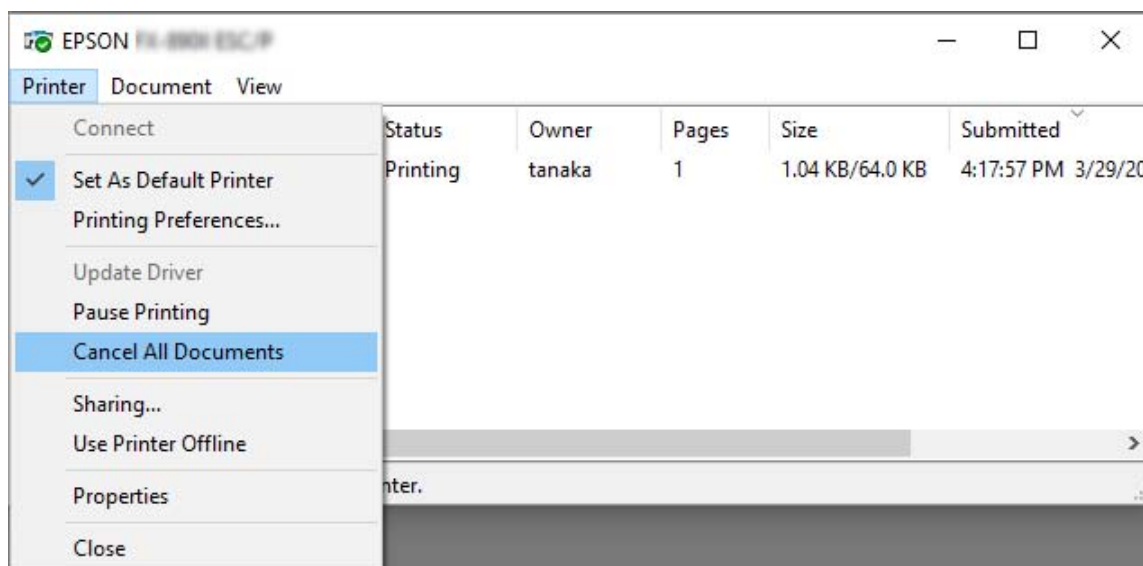 EPSON
Printer Document View
Connect
Status Owner Pages Size Submitted
Printing tanaka 1 1.04 KB/64.0 KB 4:17:57 PM 3/29/20
Set As Default Printer
Printing Preferences...
Update Driver
Pause Printing
Cancel All Documents
Sharing...
Use Printer Offline
Properties
nter.
Close